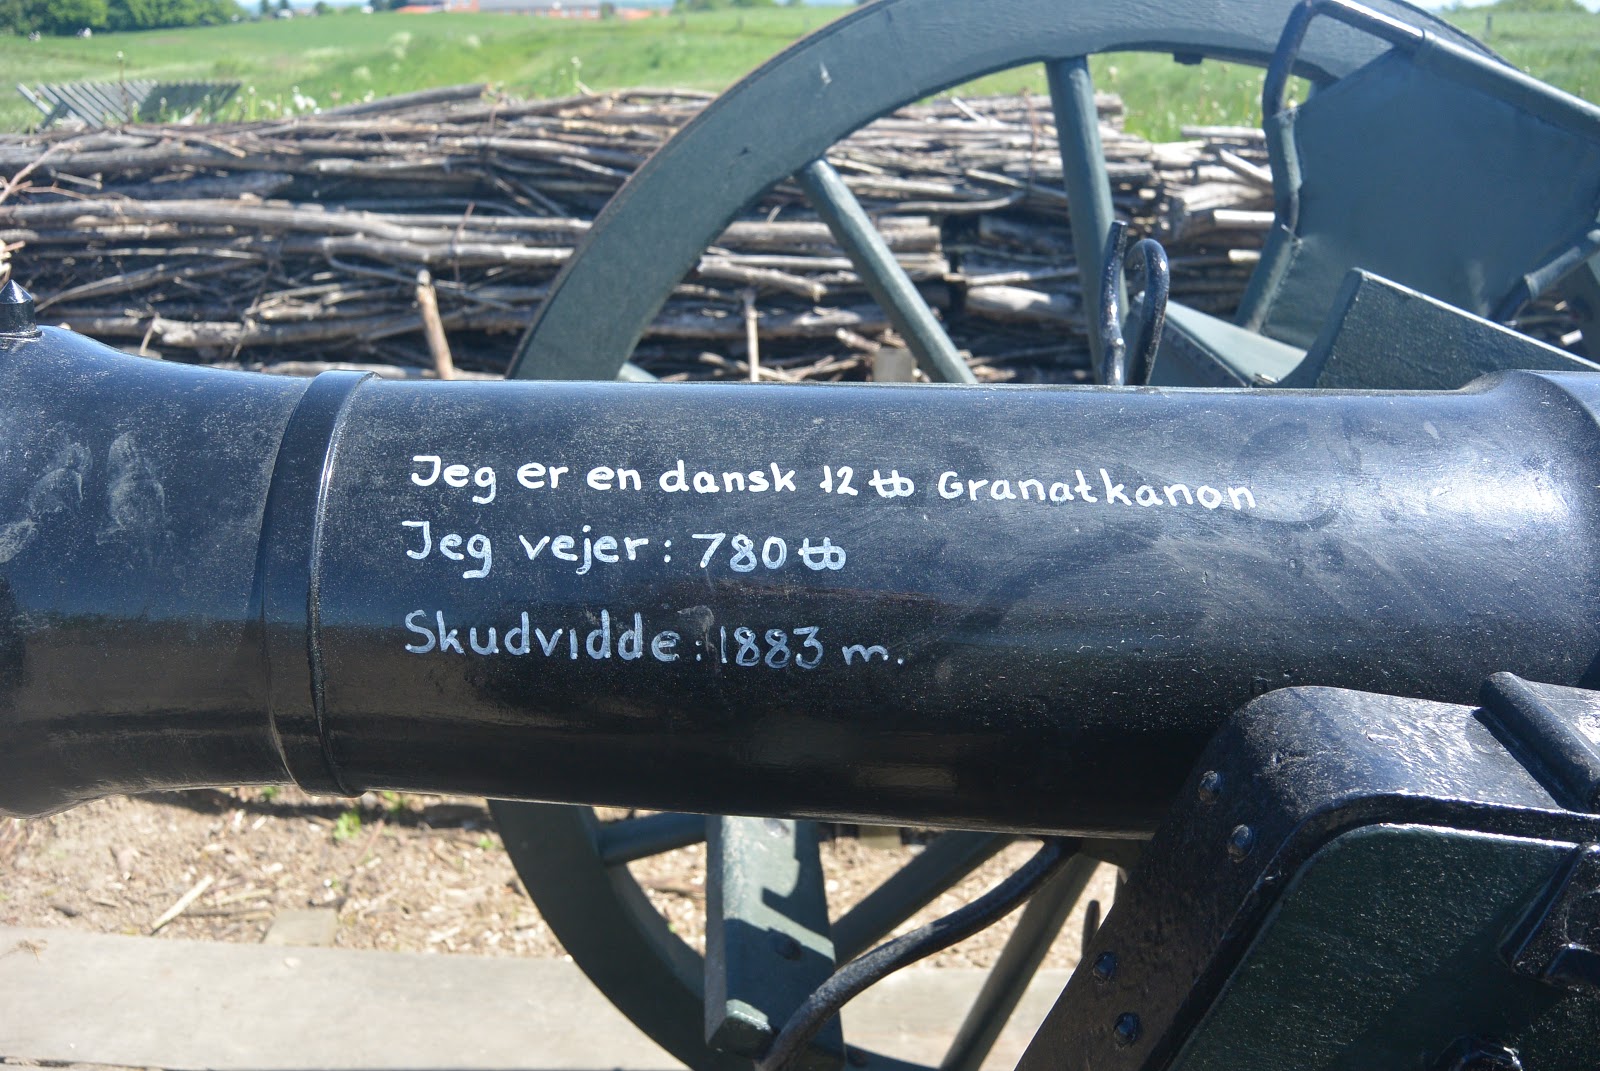 Jeg er en dansk 12 ℔ Granatkanon
Jeg vejer: 780 ℔
Skudvidde: 1883 m.